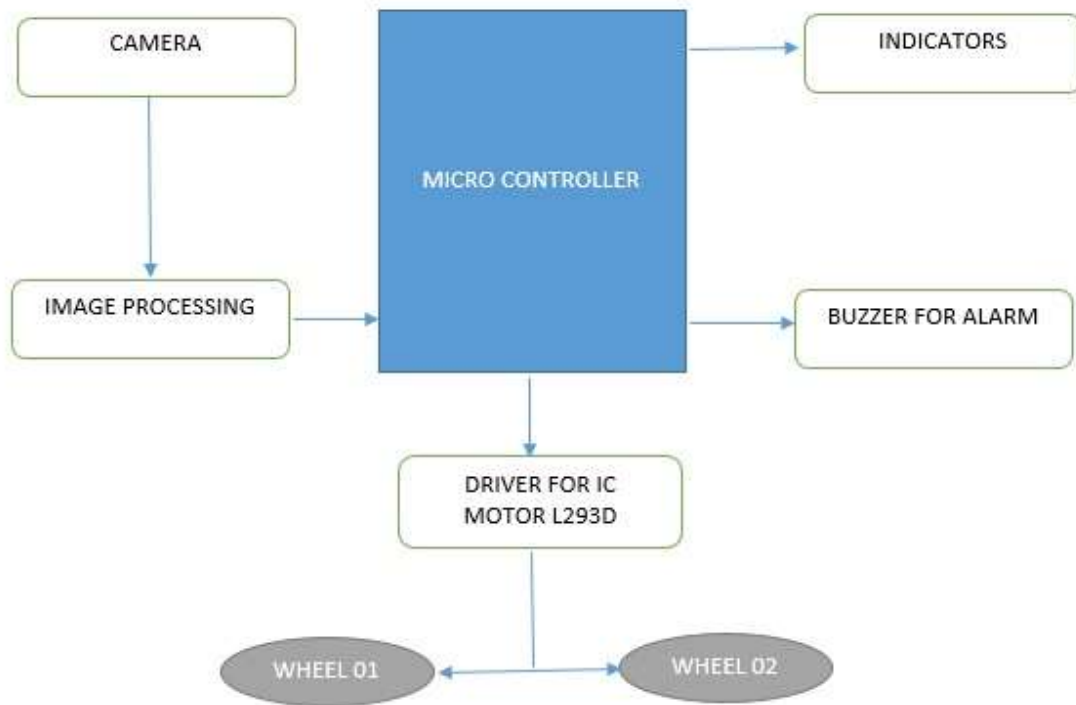 CAMERA
INDICATORS
MICRO CONTROLLER
IMAGE PROCESSING
BUZZER FOR ALARM
DRIVER FOR IC
MOTOR L293D
WHEEL 01
WHEEL 02